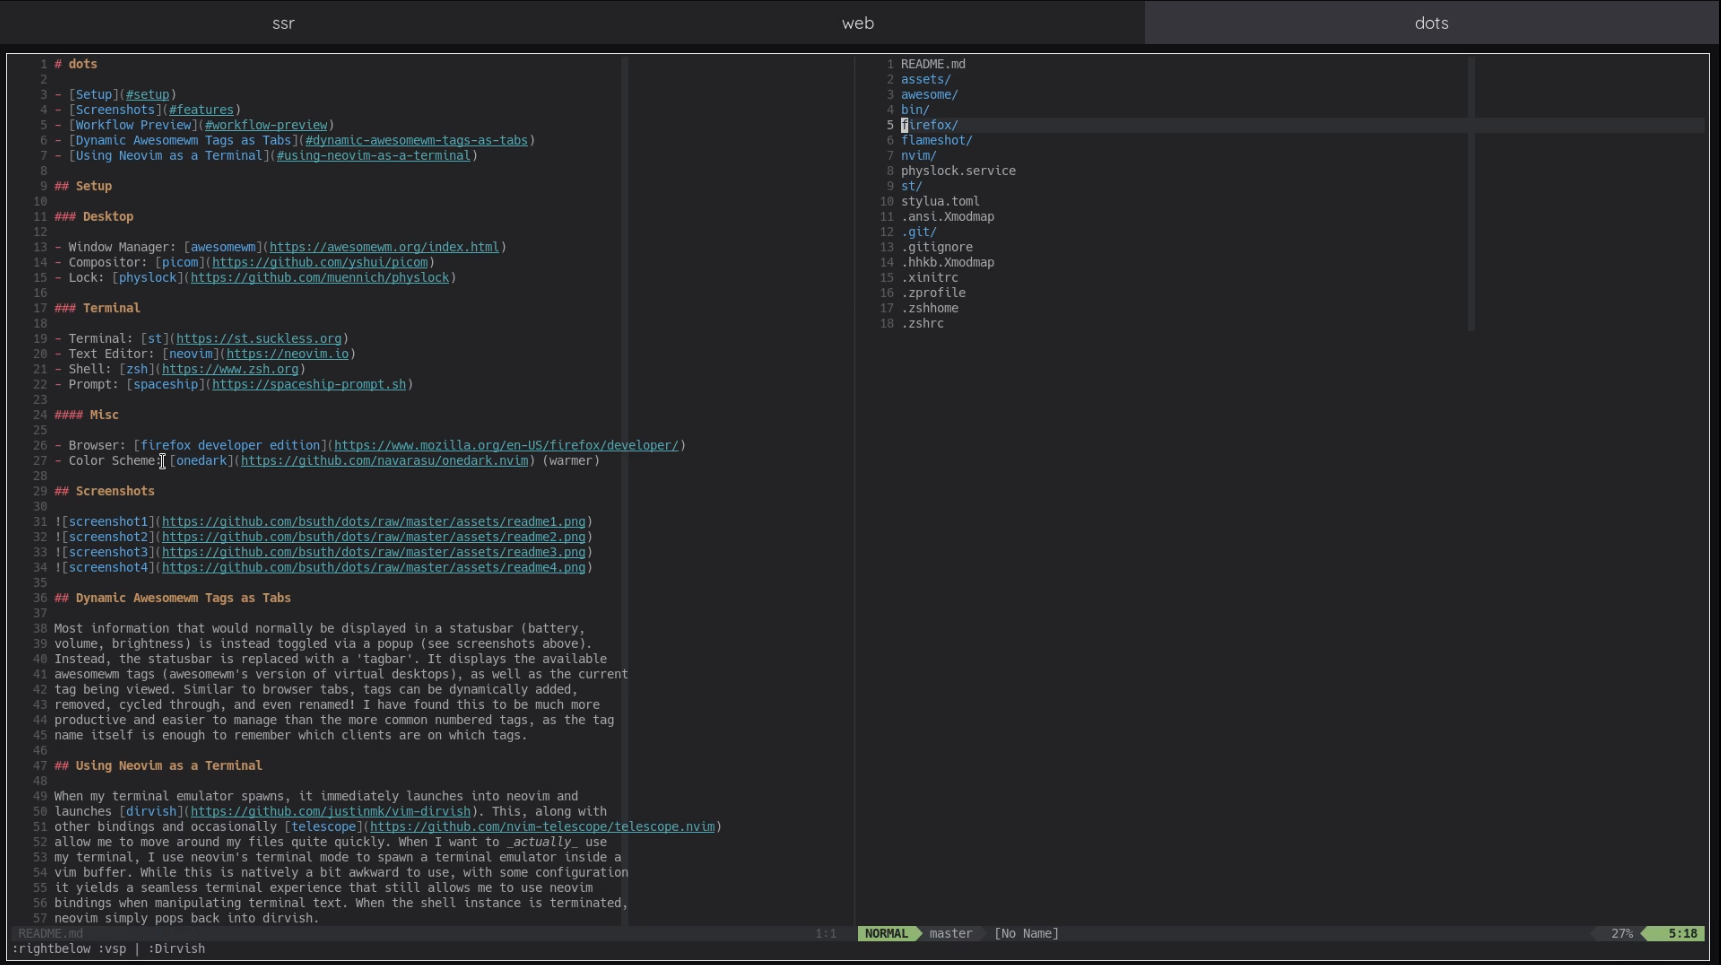 ssr web dots
1 # dots
2
3 - [Setup](#setup)
4 - [Screenshots](#features)
5 - [Workflow Preview](#workflow-preview)
6 - [Dynamic Awesomewm Tags as Tabs](#dynamic-awesomewm-tags-as-tabs)
7 - [Using Neovim as a Terminal](#using-neovim-as-a-terminal)
8
9 ## Setup
10
11 ### Desktop
12
13 - Window Manager: [awesomewm](https://awesomewm.org/index.html)
14 - Compositor: [picom](https://github.com/yshui/picom)
15 - Lock: [physlock](https://github.com/muennich/physlock)
16
17 ### Terminal
18
19 - Terminal: [st](https://st.suckless.org)
20 - Text Editor: [neovim](https://neovim.io)
21 - Shell: [zsh](https://www.zsh.org)
22 - Prompt: [spaceship](https://spaceship-prompt.sh)
23
24 #### Misc
25
26 - Browser: [firefox developer edition](https://www.mozilla.org/en-US/firefox/developer/)
27 - Color Scheme: [onedark](https://github.com/navarasu/onedark.nvim) (warmer)
28
29 ## Screenshots
30
31 ![screenshot1](https://github.com/bsuth/dots/raw/master/assets/readme1.png)
32 ![screenshot2](https://github.com/bsuth/dots/raw/master/assets/readme2.png)
33 ![screenshot3](https://github.com/bsuth/dots/raw/master/assets/readme3.png)
34 ![screenshot4](https://github.com/bsuth/dots/raw/master/assets/readme4.png)
35
36 ## Dynamic Awesomewm Tags as Tabs
37
38 Most information that would normally be displayed in a statusbar (battery,
39 volume, brightness) is instead toggled via a popup (see screenshots above).
40 Instead, the statusbar is replaced with a 'tagbar'. It displays the available
41 awesomewm tags (awesomewm's version of virtual desktops), as well as the current
42 tag being viewed. Similar to browser tabs, tags can be dynamically added,
43 removed, cycled through, and even renamed! I have found this to be much more
44 productive and easier to manage than the more common numbered tags, as the tag
45 name itself is enough to remember which clients are on which tags.
46
47 ## Using Neovim as a Terminal
48
49 When my terminal emulator spawns, it immediately launches into neovim and
50 launches [dirvish](https://github.com/justinmk/vim-dirvish). This, along with
51 other bindings and occasionally [telescope](https://github.com/nvim-telescope/telescope.nvim)
52 allow me to move around my files quite quickly. When I want to _actually_ use
53 my terminal, I use neovim's terminal mode to spawn a terminal emulator inside a
54 vim buffer. While this is natively a bit awkward to use, with some configuration
55 it yields a seamless terminal experience that still allows me to use neovim
56 bindings when manipulating terminal text. When the shell instance is terminated,
57 neovim simply pops back into dirvish.
README.md 1:1
1 README.md
2 assets/
3 awesome/
4 bin/
5 firefox/
6 flameshot/
7 nvim/
8 physlock.service
9 st/
10 stylua.toml
11 .ansi.Xmodmap
12 .git/
13 .gitignore
14 .hhkb.Xmodmap
15 .xinitrc
16 .zprofile
17 .zshhome
18 .zshrc
NORMAL master [No Name] 27% 5:18
:rightbelow :vsp | :Dirvish